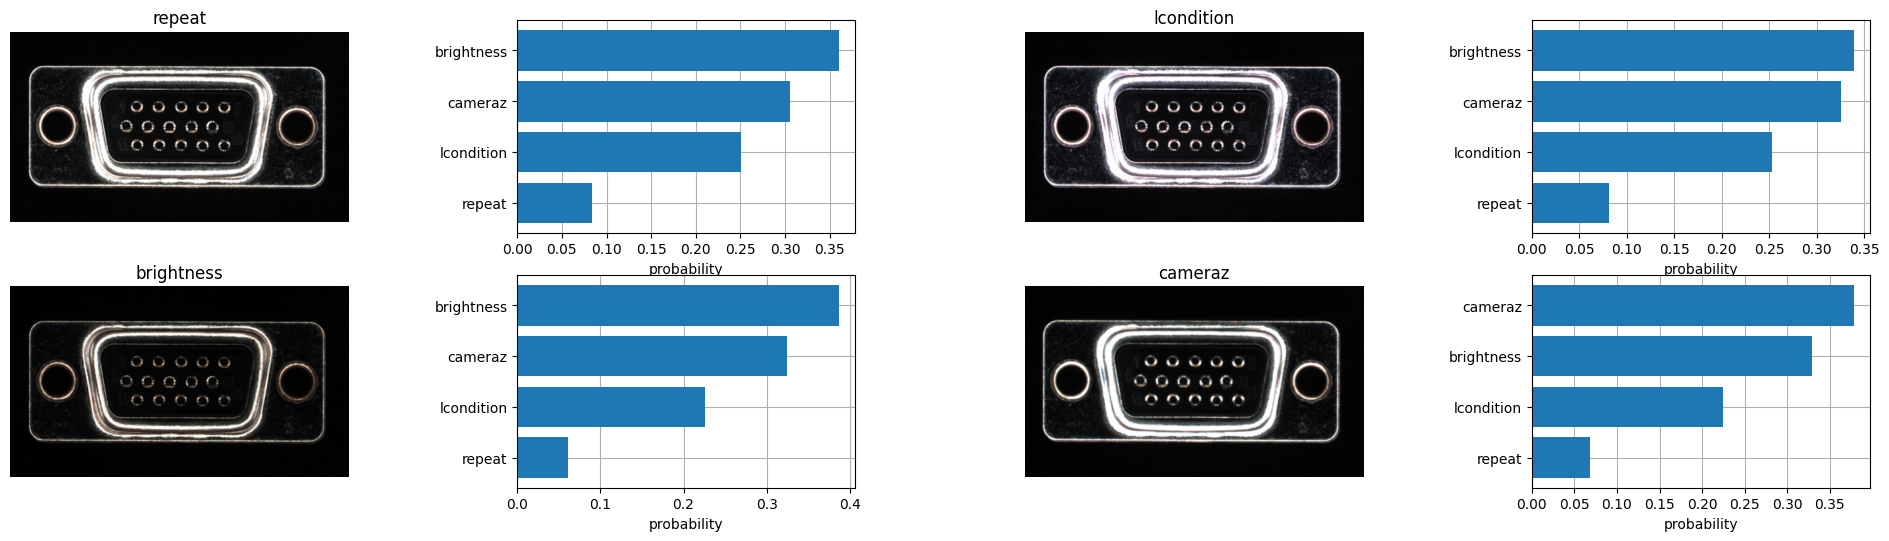 repeat
brightness
cameraz
lcondition
repeat
0.00 0.05 0.10 0.15 0.20 0.25 0.30 0.35
probability
lcondition
brightness
cameraz
lcondition
repeat
0.00 0.05 0.10 0.15 0.20 0.25 0.30 0.35
probability
brightness
brightness
cameraz
lcondition
repeat
0.0 0.1 0.2 0.3 0.4
probability
cameraz
cameraz
brightness
lcondition
repeat
0.00 0.05 0.10 0.15 0.20 0.25 0.30 0.35
probability